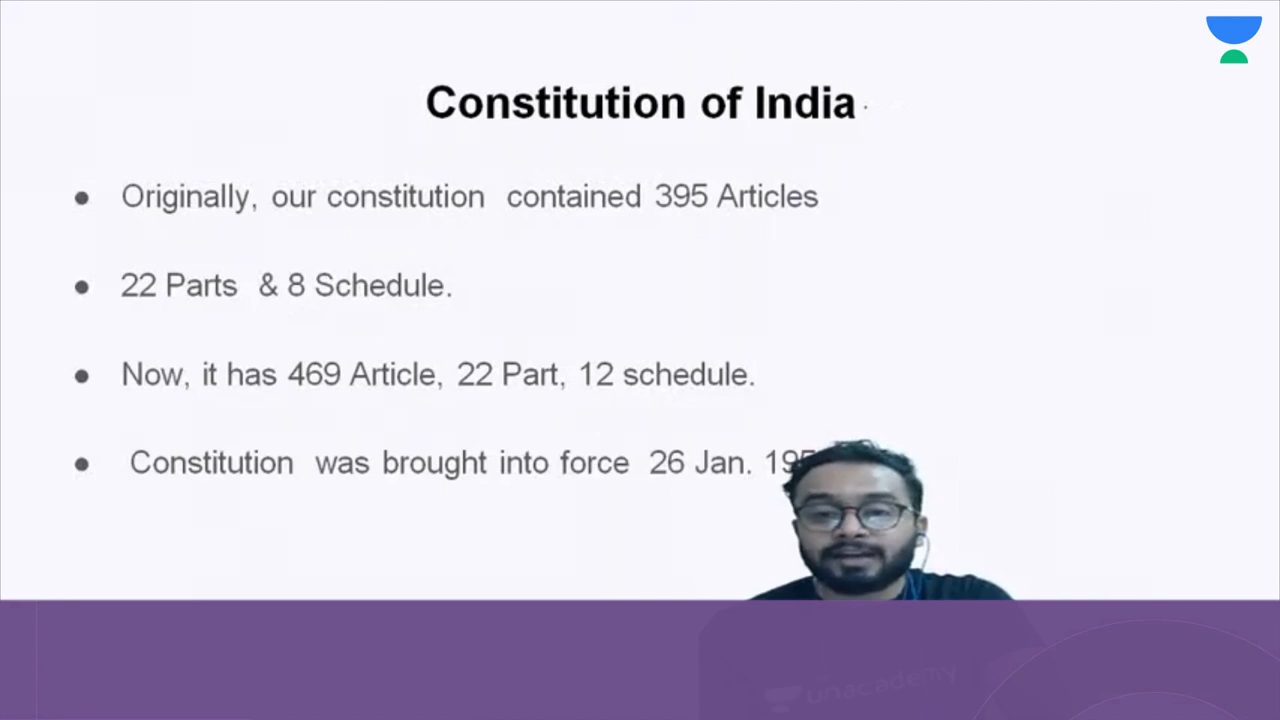 Constitution of India
Originally, our constitution contained 395 Articles
22 Parts & 8 Schedule.
Now, it has 469 Article, 22 Part, 12 schedule.
Constitution was brought into force 26 Jan.
unacademy